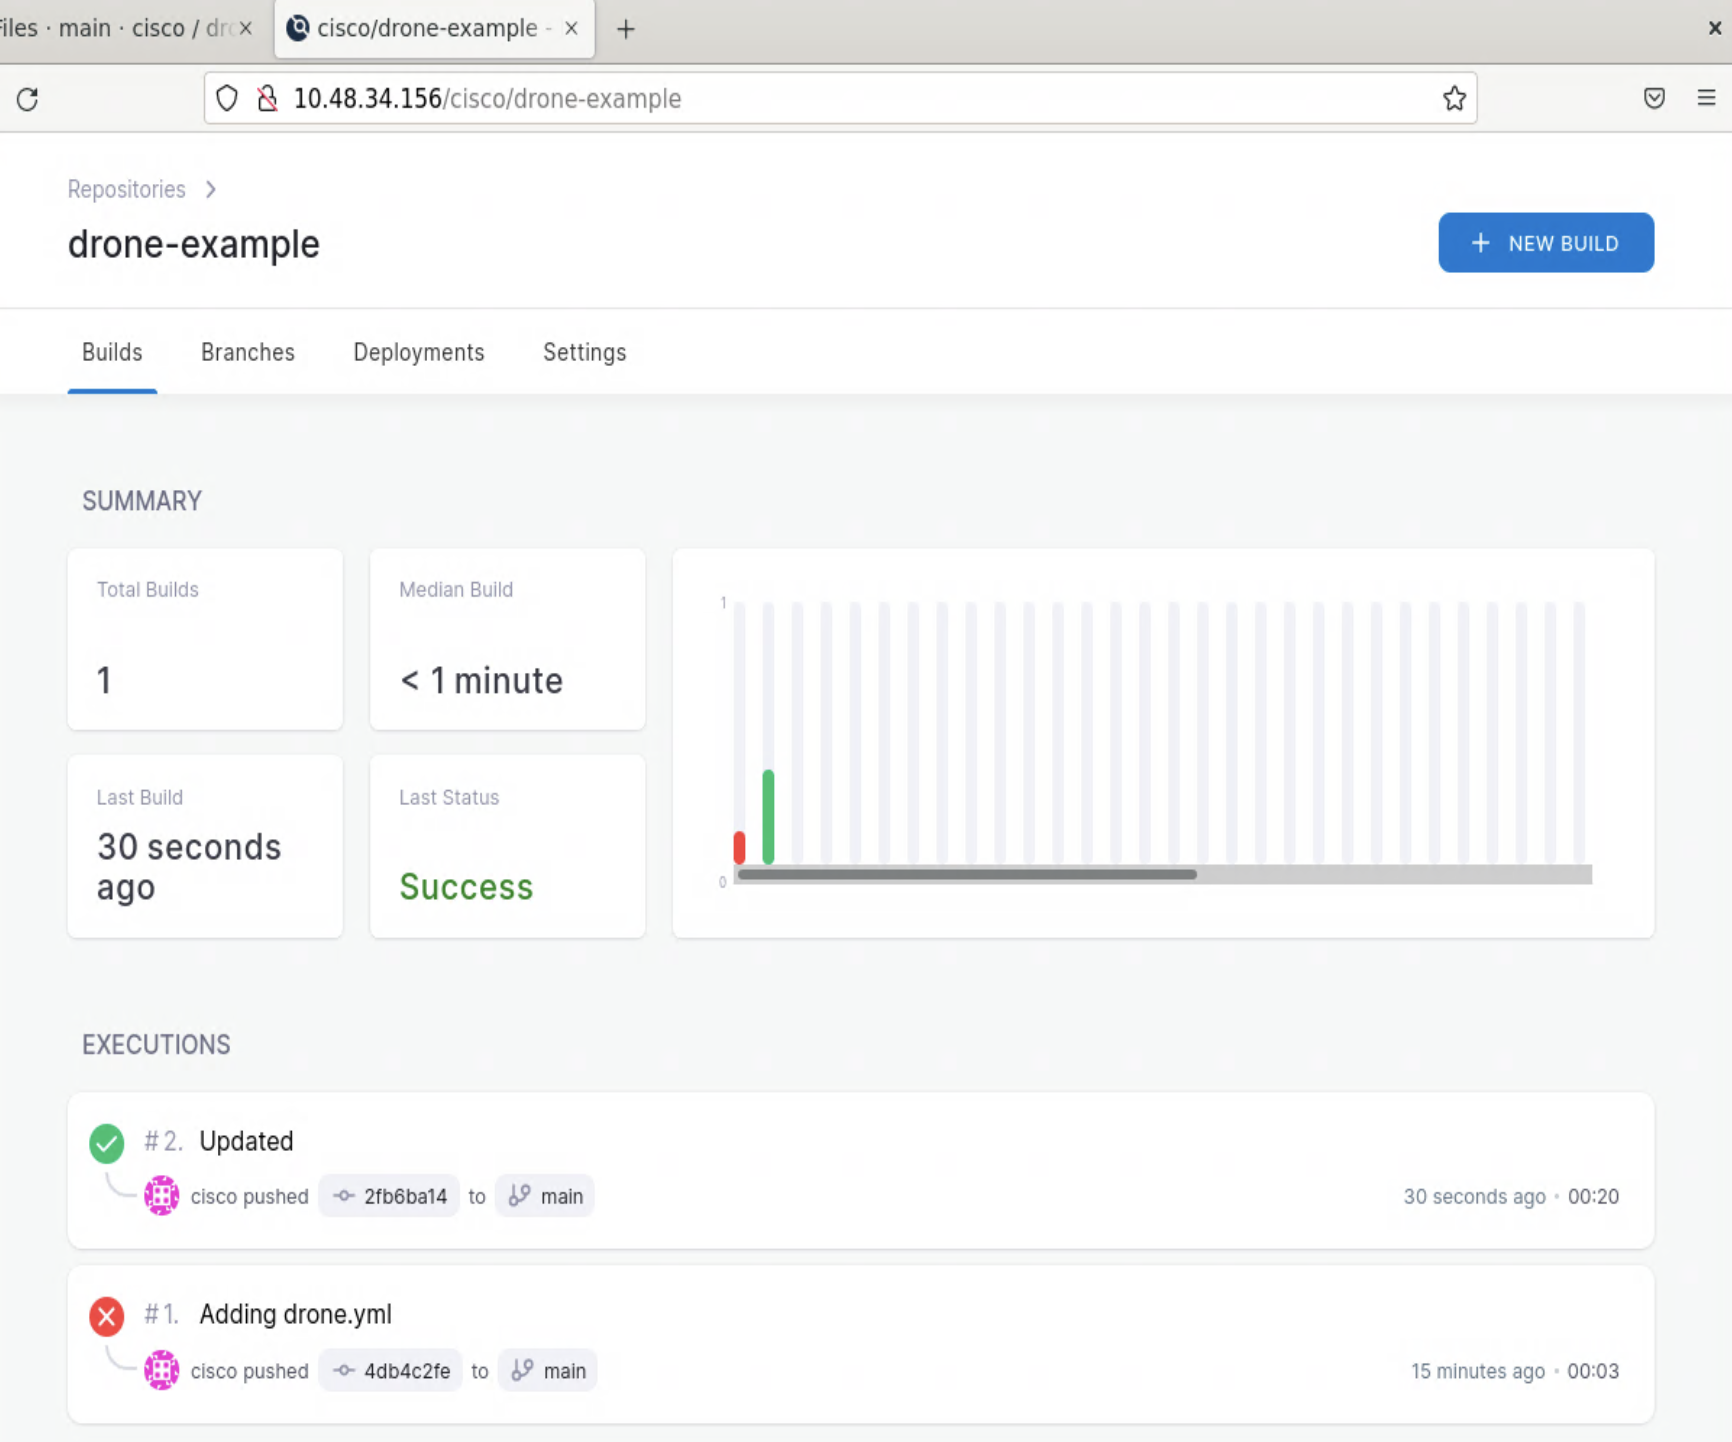 Files · main · cisco / dro
cisco/drone-example -
10.48.34.156/cisco/drone-example
Repositories
drone-example
+ NEW BUILD
Builds Branches Deployments Settings
SUMMARY
Total Builds
1
Median Build
< 1 minute
Last Build
30 seconds
ago
Last Status
Success
1
0
EXECUTIONS
#2. Updated
cisco pushed 2fb6ba14 to main 30 seconds ago • 00:20
#1. Adding drone.yml
cisco pushed 4db4c2fe to main 15 minutes ago • 00:03